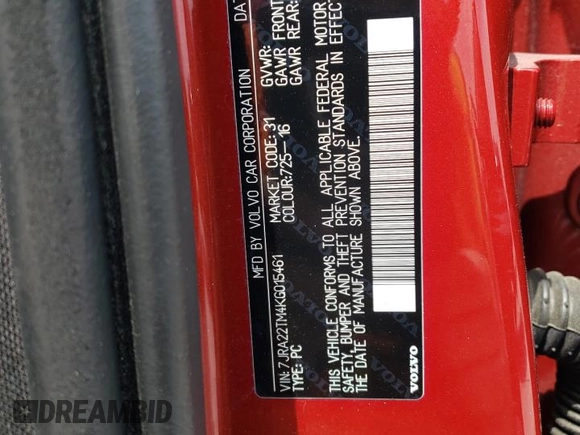 MFD BY VOLVO CAR CORPORATION DAT
MARKET CODE: 31 GVWR:
COLOUR:725-16 GAWR FRONT
GAWR REAR:
VIN:7JRA22TM4KG015461
TYPE: PC
THIS VEHICLE CONFORMS TO ALL APPLICABLE FEDERAL MOTOR
SAFETY, BUMPER AND THEFT PREVENTION STANDARDS IN EFFECT
THE DATE OF MANUFACTURE SHOWN ABOVE.
VOLVO
DREAMBID